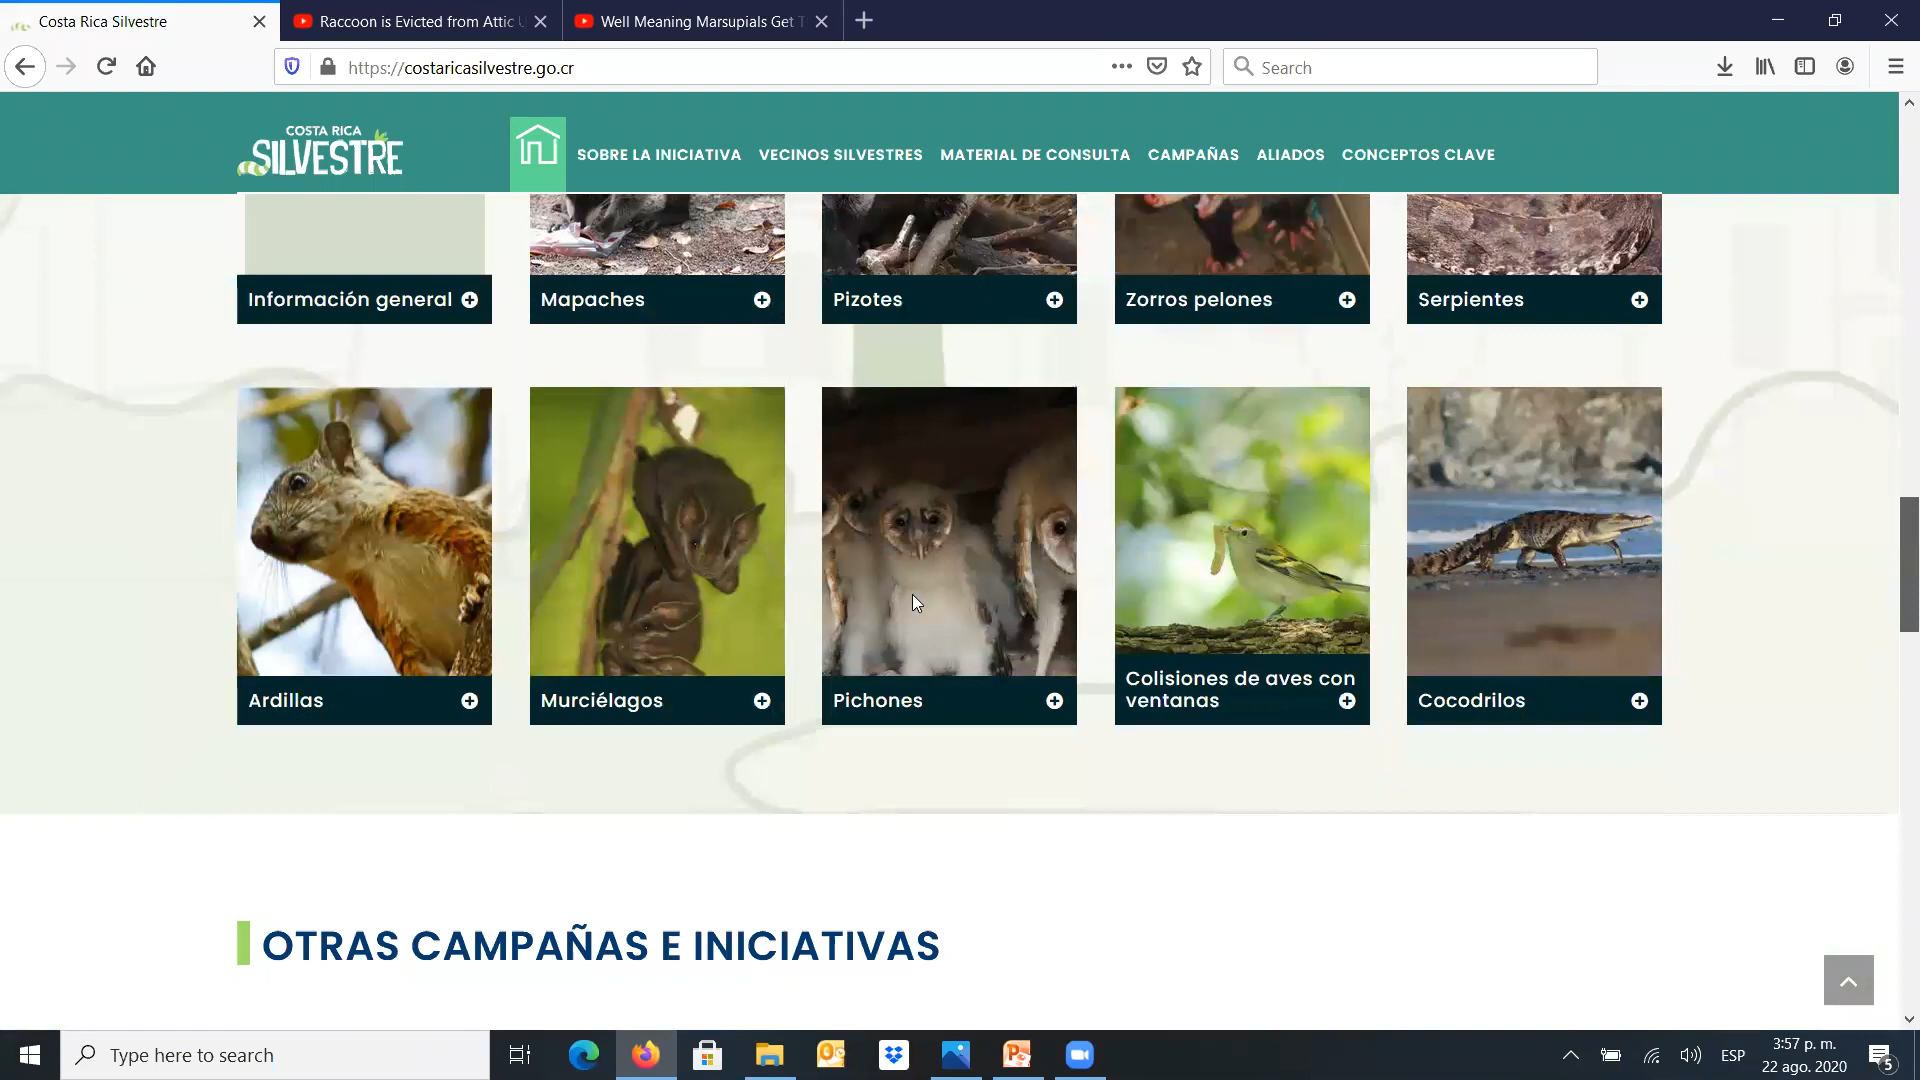 Costa Rica Silvestre
Raccoon is Evicted from Attic U
Well Meaning Marsupials Get T
https://costaricasilvestre.go.cr
Search
COSTA RICA
SILVESTRE
SOBRE LA INICIATIVA
VECINOS SILVESTRES
MATERIAL DE CONSULTA
CAMPAÑAS
ALIADOS
CONCEPTOS CLAVE
Información general
Mapaches
Pizotes
Zorros pelones
Serpientes
Ardillas
Murciélagos
Pichones
Colisiones de aves con
ventanas
Cocodrilos
OTRAS CAMPAÑAS E INICIATIVAS
Type here to search
ESP
3:57 p. m.
22 ago. 2020
5